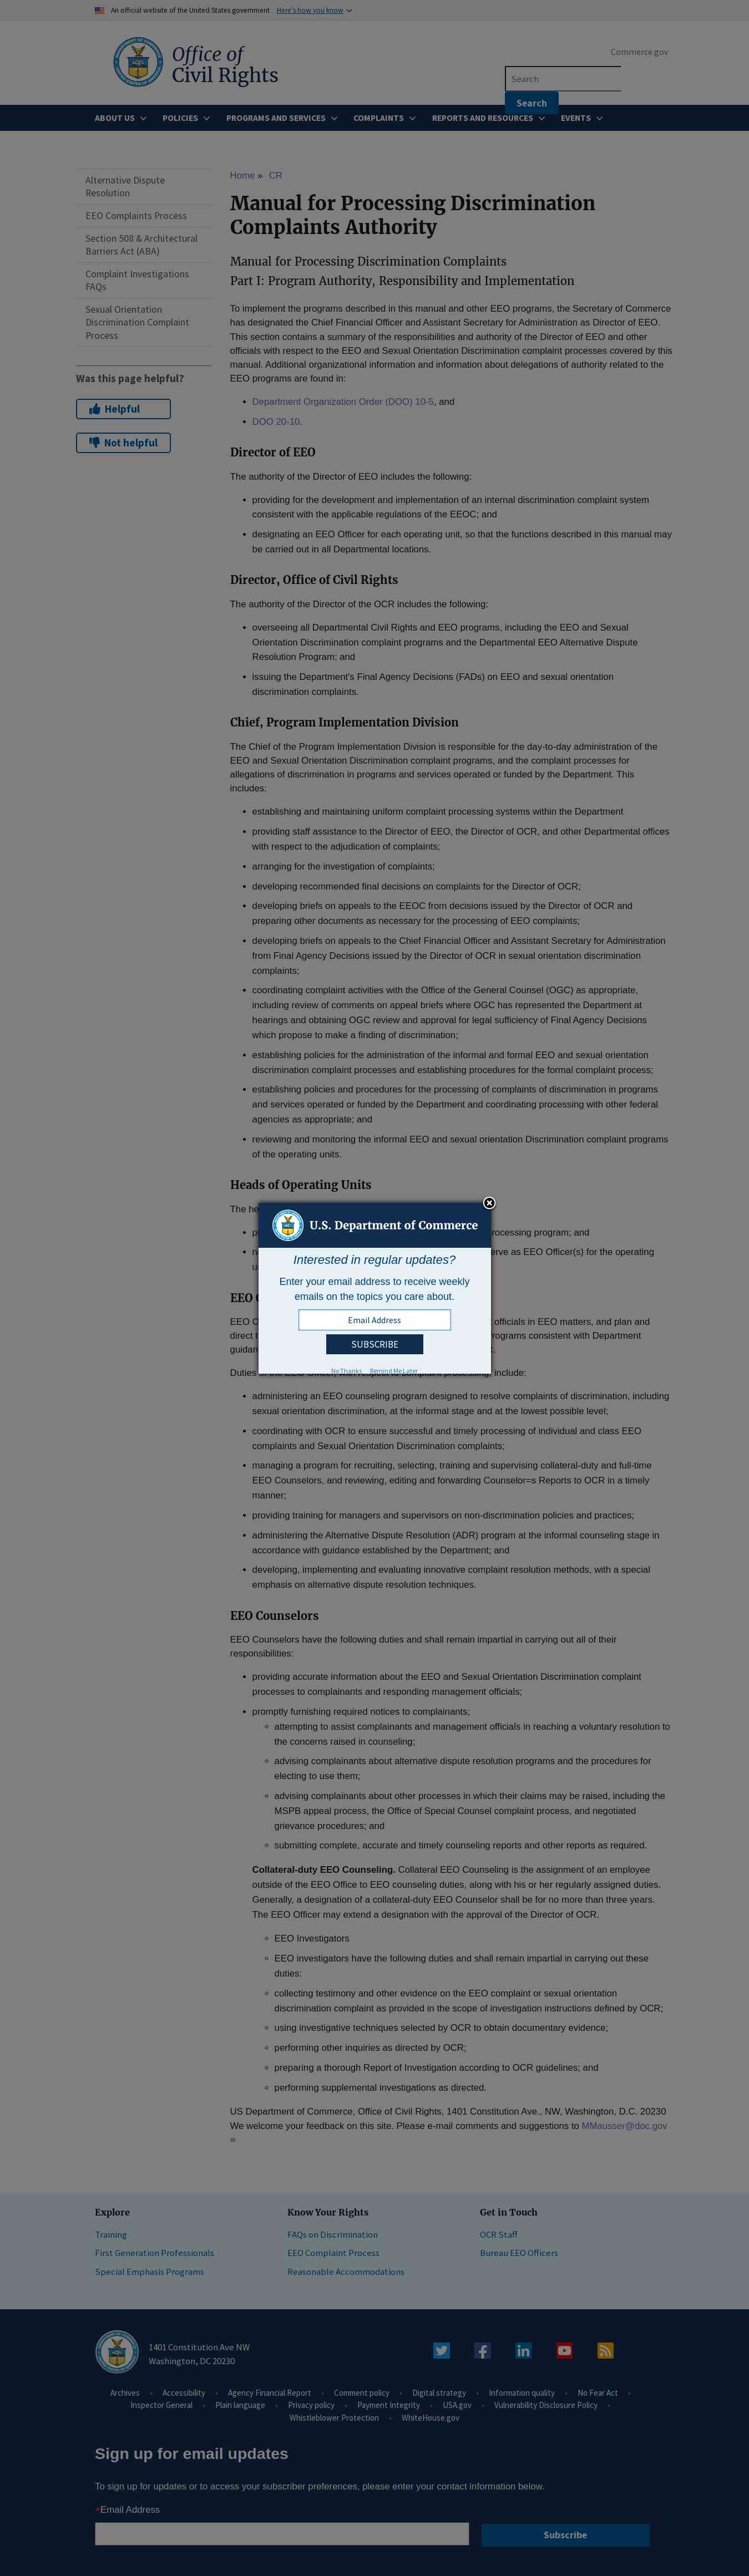 An official website of the United States government Here's how you know
Commerce.gov
Office of
Civil Rights
Search
Search
ABOUT US POLICIES PROGRAMS AND SERVICES COMPLAINTS REPORTS AND RESOURCES EVENTS
Alternative Dispute
Resolution
EEO Complaints Process
Section 508 & Architectural
Barriers Act (ABA)
Complaint Investigations
FAQs
Sexual Orientation
Discrimination Complaint
Process
Was this page helpful?
Helpful
Not helpful
Home » CR
Manual for Processing Discrimination
Complaints Authority
Manual for Processing Discrimination Complaints
Part I: Program Authority, Responsibility and Implementation
To implement the programs described in this manual and other EEO programs, the Secretary of Commerce
has designated the Chief Financial Officer and Assistant Secretary for Administration as Director of EEO.
This section contains a summary of the responsibilities and authority of the Director of EEO and other
officials with respect to the EEO and Sexual Orientation Discrimination complaint processes covered by this
manual. Additional organizational information and information about delegations of authority related to the
EEO programs are found in:
• Department Organization Order (DOO) 10-5, and
• DOO 20-10.
Director of EEO
The authority of the Director of EEO includes the following:
• providing for the development and implementation of an internal discrimination complaint system
consistent with the applicable regulations of the EEOC; and
• designating an EEO Officer for each operating unit, so that the functions described in this manual may
be carried out in all Departmental locations.
Director, Office of Civil Rights
The authority of the Director of the OCR includes the following:
• overseeing all Departmental Civil Rights and EEO programs, including the EEO and Sexual
Orientation Discrimination complaint programs and the Departmental EEO Alternative Dispute
Resolution Program; and
• issuing the Department's Final Agency Decisions (FADs) on EEO and sexual orientation
discrimination complaints.
Chief, Program Implementation Division
The Chief of the Program Implementation Division is responsible for the day-to-day administration of the
EEO and Sexual Orientation Discrimination complaint programs, and the complaint processes for
allegations of discrimination in programs and services operated or funded by the Department. This
includes:
• establishing and maintaining uniform complaint processing systems within the Department
• providing staff assistance to the Director of EEO, the Director of OCR, and other Departmental offices
with respect to the adjudication of complaints;
• arranging for the investigation of complaints;
• developing recommended final decisions on complaints for the Director of OCR;
• developing briefs on appeals to the EEOC from decisions issued by the Director of OCR and
preparing other documents as necessary for the processing of EEO complaints;
• developing briefs on appeals to the Chief Financial Officer and Assistant Secretary for Administration
from Final Agency Decisions issued by the Director of OCR in sexual orientation discrimination
complaints;
• coordinating complaint activities with the Office of the General Counsel (OGC) as appropriate,
including review of comments on appeal briefs where OGC has represented the Department at
hearings and obtaining OGC review and approval for legal sufficiency of Final Agency Decisions
which propose to make a finding of discrimination;
• establishing policies for the administration of the informal and formal EEO and sexual orientation
discrimination complaint processes and establishing procedures for the formal complaint process;
• establishing policies and procedures for the processing of complaints of discrimination in programs
and services operated or funded by the Department and coordinating processing with other federal
agencies as appropriate; and
• reviewing and monitoring the informal EEO and sexual orientation Discrimination complaint programs
of the operating units.
Heads of Operating Units
The he
rocessing program; and
erve as EEO Officer(s) for the operating
U.S. Department of Commerce
Interested in regular updates?
Enter your email address to receive weekly
emails on the topics you care about.
Email Address
SUBSCRIBE
No Thanks Remind Me Later
EEO
officials in EEO matters, and plan and
direct t
rograms consistent with Department
guidan
Duties of the EEO Officer, with respect to complaint processing, include:
• administering an EEO counseling program designed to resolve complaints of discrimination, including
sexual orientation discrimination, at the informal stage and at the lowest possible level;
• coordinating with OCR to ensure successful and timely processing of individual and class EEO
complaints and Sexual Orientation Discrimination complaints;
• managing a program for recruiting, selecting, training and supervising collateral-duty and full-time
EEO Counselors, and reviewing, editing and forwarding Counselor=s Reports to OCR in a timely
manner;
• providing training for managers and supervisors on non-discrimination policies and practices;
• administering the Alternative Dispute Resolution (ADR) program at the informal counseling stage in
accordance with guidance established by the Department; and
• developing, implementing and evaluating innovative complaint resolution methods, with a special
emphasis on alternative dispute resolution techniques.
EEO Counselors
EEO Counselors have the following duties and shall remain impartial in carrying out all of their
responsibilities:
• providing accurate information about the EEO and Sexual Orientation Discrimination complaint
processes to complainants and responding management officials;
• promptly furnishing required notices to complainants;
◦ attempting to assist complainants and management officials in reaching a voluntary resolution to
the concerns raised in counseling;
◦ advising complainants about alternative dispute resolution programs and the procedures for
electing to use them;
◦ advising complainants about other processes in which their claims may be raised, including the
MSPB appeal process, the Office of Special Counsel complaint process, and negotiated
grievance procedures; and
◦ submitting complete, accurate and timely counseling reports and other reports as required.
Collateral-duty EEO Counseling. Collateral EEO Counseling is the assignment of an employee
outside of the EEO Office to EEO counseling duties, along with his or her regularly assigned duties.
Generally, a designation of a collateral-duty EEO Counselor shall be for no more than three years.
The EEO Officer may extend a designation with the approval of the Director of OCR.
◦ EEO Investigators
◦ EEO investigators have the following duties and shall remain impartial in carrying out these
duties:
◦ collecting testimony and other evidence on the EEO complaint or sexual orientation
discrimination complaint as provided in the scope of investigation instructions defined by OCR;
◦ using investigative techniques selected by OCR to obtain documentary evidence;
◦ performing other inquiries as directed by OCR;
◦ preparing a thorough Report of Investigation according to OCR guidelines; and
◦ performing supplemental investigations as directed.
US Department of Commerce, Office of Civil Rights, 1401 Constitution Ave., NW, Washington, D.C. 20230
We welcome your feedback on this site. Please e-mail comments and suggestions to MMausser@doc.gov
Explore Know Your Rights Get in Touch
Training FAQs on Discrimination OCR Staff
First Generation Professionals EEO Complaint Process Bureau EEO Officers
Special Emphasis Programs Reasonable Accommodations
1401 Constitution Ave NW
Washington, DC 20230
Archives • Accessibility • Agency Financial Report • Comment policy • Digital strategy • Information quality • No Fear Act •
Inspector General • Plain language • Privacy policy • Payment Integrity • USA.gov • Vulnerability Disclosure Policy •
Whistleblower Protection • WhiteHouse.gov
Sign up for email updates
To sign up for updates or to access your subscriber preferences, please enter your contact information below.
*Email Address
Subscribe